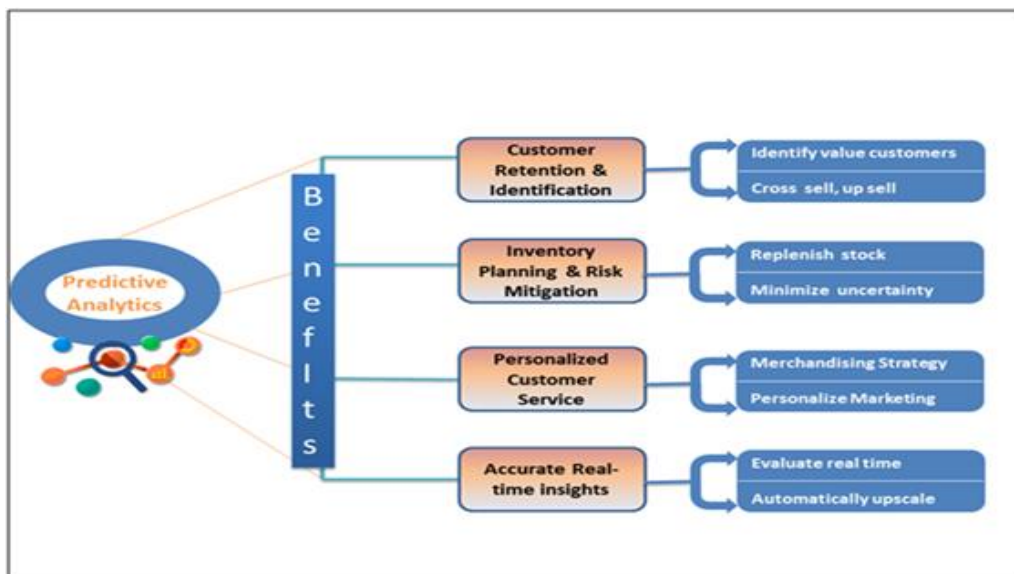 Predictive
Analytics
Benefits
Customer
Retention &
Identification
Identify value customers
Cross sell, up sell
Inventory
Planning & Risk
Mitigation
Replenish stock
Minimize uncertainty
Personalized
Customer
Service
Merchandising Strategy
Personalize Marketing
Accurate Real-
time insights
Evaluate real time
Automatically upscale